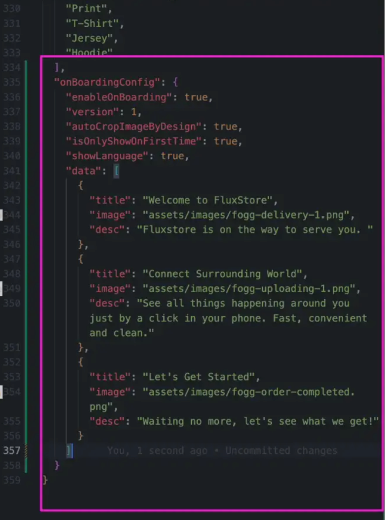 330 "Print",
331 "T-Shirt",
332 "Jersey",
333 "Hoodie"
334 ],
335 "onBoardingConfig": {
336 "enableOnBoarding": true,
337 "version": 1,
338 "autoCropImageByDesign": true,
339 "isOnlyShowOnFirstTime": true,
340 "showLanguage": true,
341 "data": [
342 {
343 "title": "Welcome to FluxStore",
344 "image": "assets/images/fogg-delivery-1.png",
345 "desc": "Fluxstore is on the way to serve you. "
346 },
347 {
348 "title": "Connect Surrounding World",
349 "image": "assets/images/fogg-uploading-1.png",
350 "desc": "See all things happening around you
just by a click in your phone. Fast, convenient
and clean."
351 },
352 {
353 "title": "Let's Get Started",
354 "image": "assets/images/fogg-order-completed.
png",
355 "desc": "Waiting no more, let's see what we get!"
356 }
357 ] You, 1 second ago • Uncommitted changes
358 }
359 }